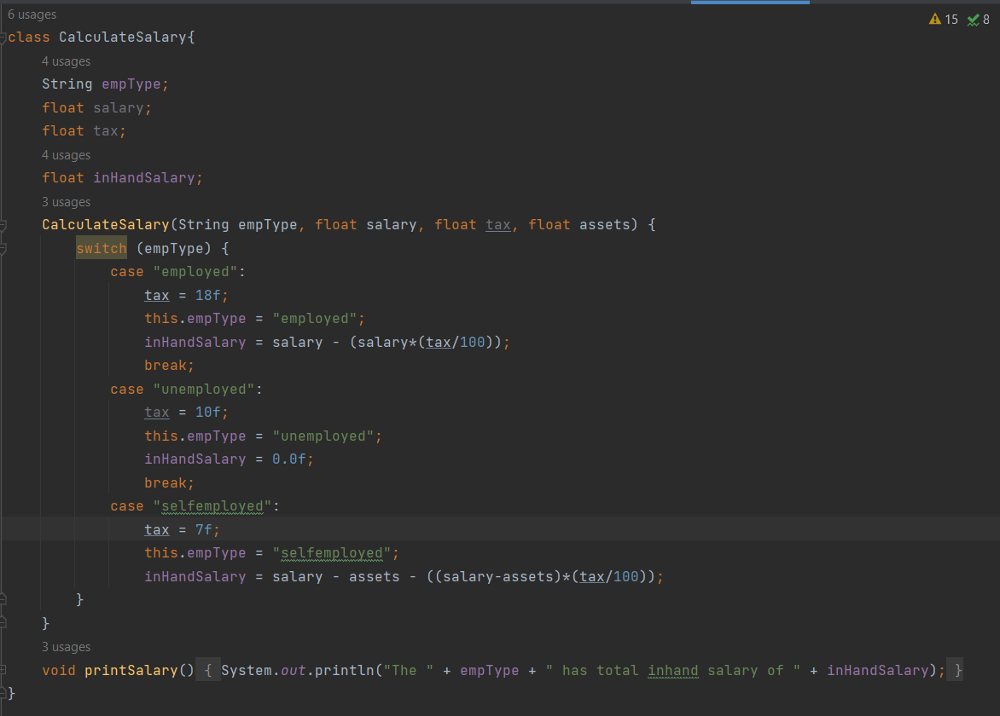 6 usages
15 8
class CalculateSalary{
4 usages
String empType;
float salary;
float tax;
4 usages
float inHandSalary;
3 usages
CalculateSalary(String empType, float salary, float tax, float assets) {
switch (empType) {
case "employed":
tax = 18f;
this.empType = "employed";
inHandSalary = salary - (salary*(tax/100));
break;
case "unemployed":
tax = 10f;
this.empType = "unemployed";
inHandSalary = 0.0f;
break;
case "selfemployed":
tax = 7f;
this.empType = "selfemployed";
inHandSalary = salary - assets - ((salary-assets)*(tax/100));
}
}
3 usages
void printSalary() { System.out.println("The " + empType + " has total inhand salary of " + inHandSalary); }
}